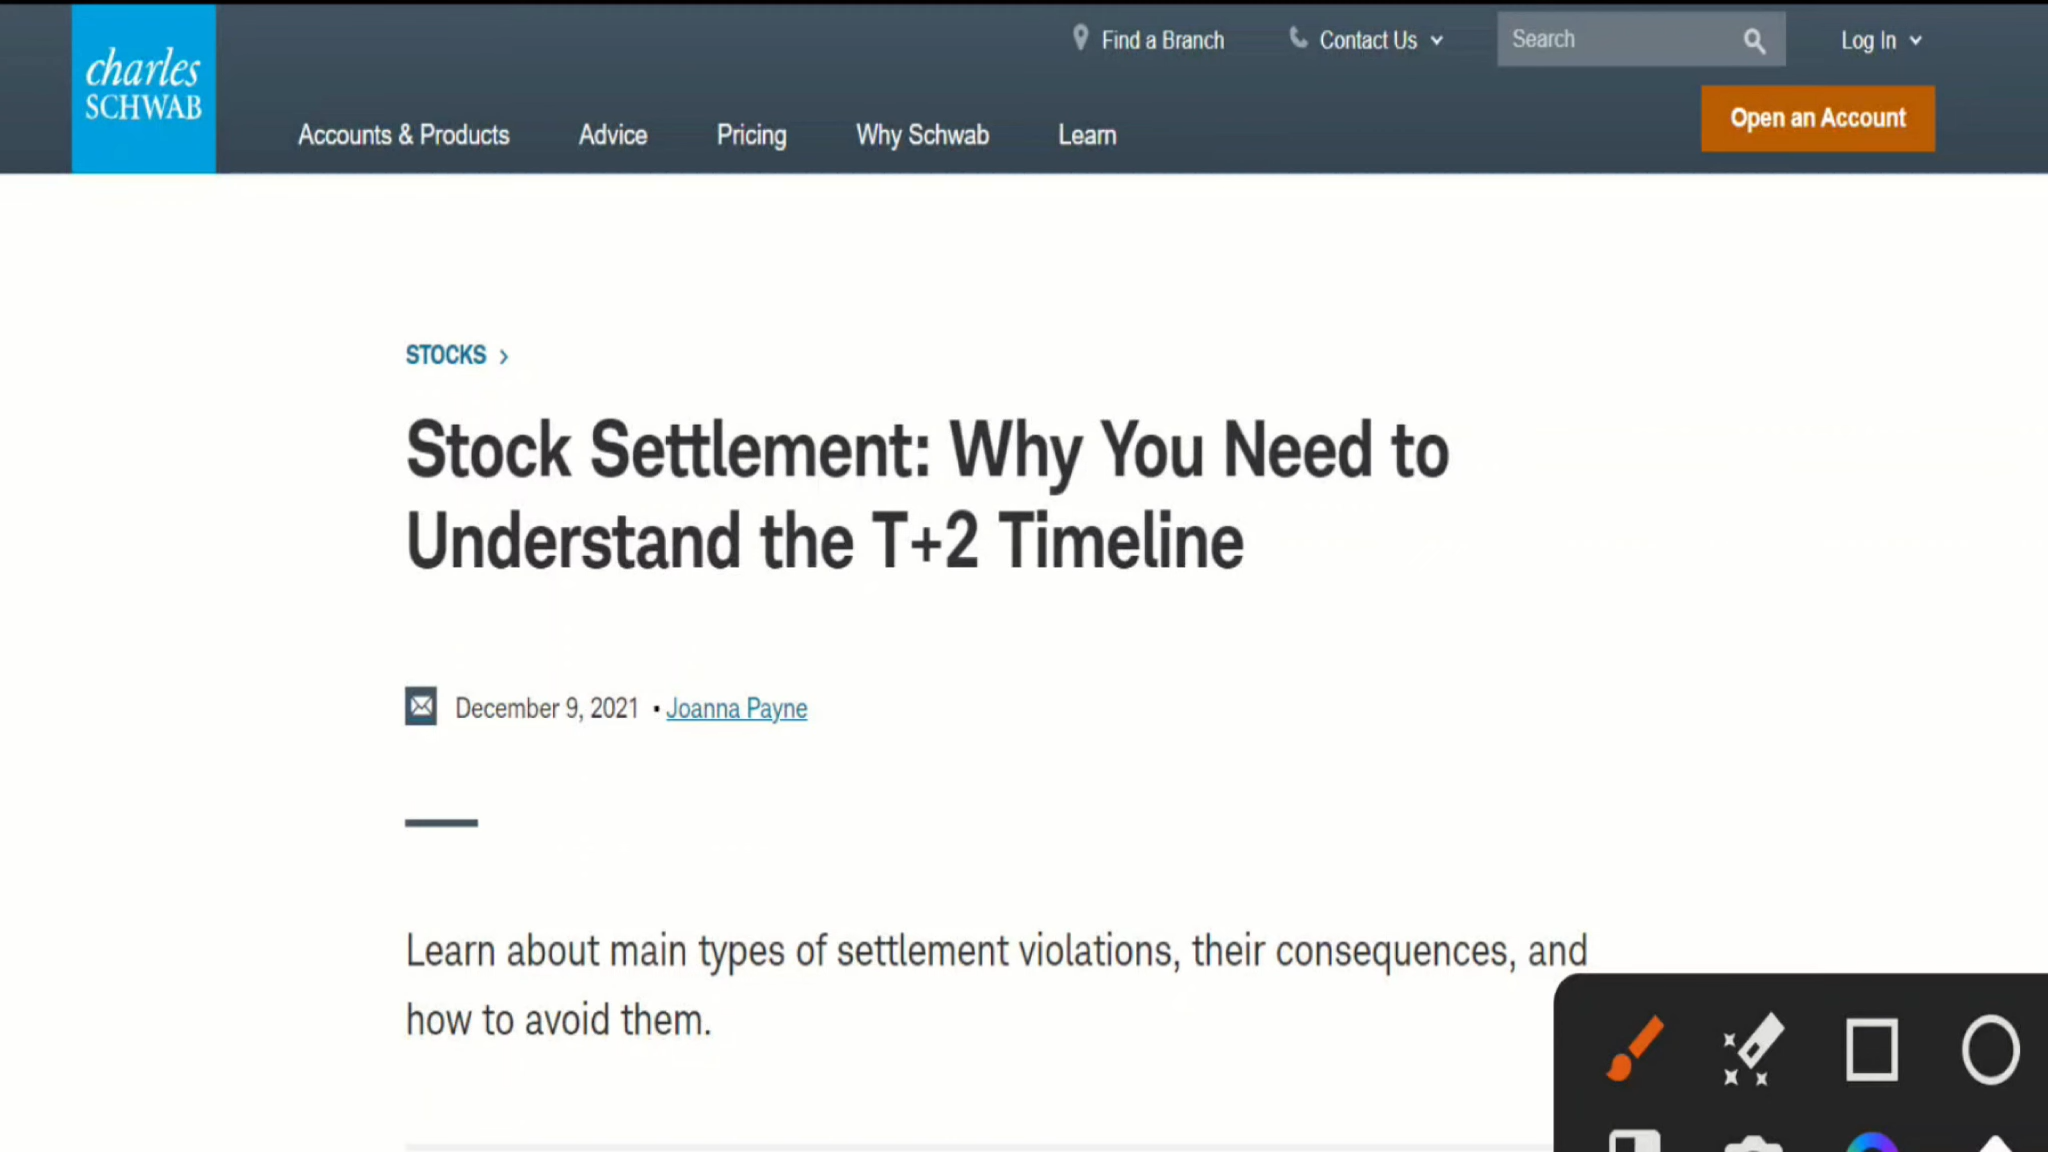 Find a Branch
Contact Us
Search
Log In
charles
SCHWAB
Accounts & Products
Advice
Pricing
Why Schwab
Learn
Open an Account
STOCKS
Stock Settlement: Why You Need to
Understand the T+2 Timeline
December 9, 2021 • Joanna Payne
Learn about main types of settlement violations, their consequences, and
how to avoid them.